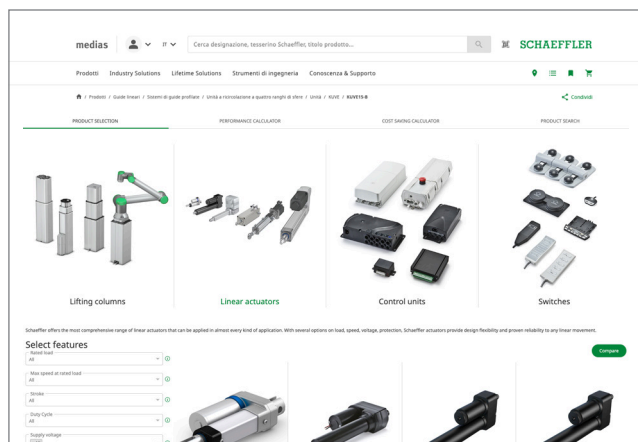 medias
IT
Cerca designazione, tesserino Schaeffler, titolo prodotto...
SCHAEFFLER
Prodotti Industry Solutions Lifetime Solutions Strumenti di ingegneria Conoscenza & Supporto
/ Prodotti / Guide lineari / Sistemi di guide profilate / Unità a ricircolazione a quattro ranghi di sfere / Unità / KUVE / KUVE15-B
Condividi
PRODUCT SELECTION PERFORMANCE CALCULATOR COST SAVING CALCULATOR PRODUCT SEARCH
Lifting columns Linear actuators Control units Switches
Schaeffler offers the most comprehensive range of linear actuators that can be applied in almost every kind of application. With several options on load, speed, voltage, protection, Schaeffler actuators provide design flexibility and proven reliability to any linear movement.
Select features
Compare
Rated load
All
Max speed at rated load
All
Stroke
All
Duty Cycle
All
Supply voltage